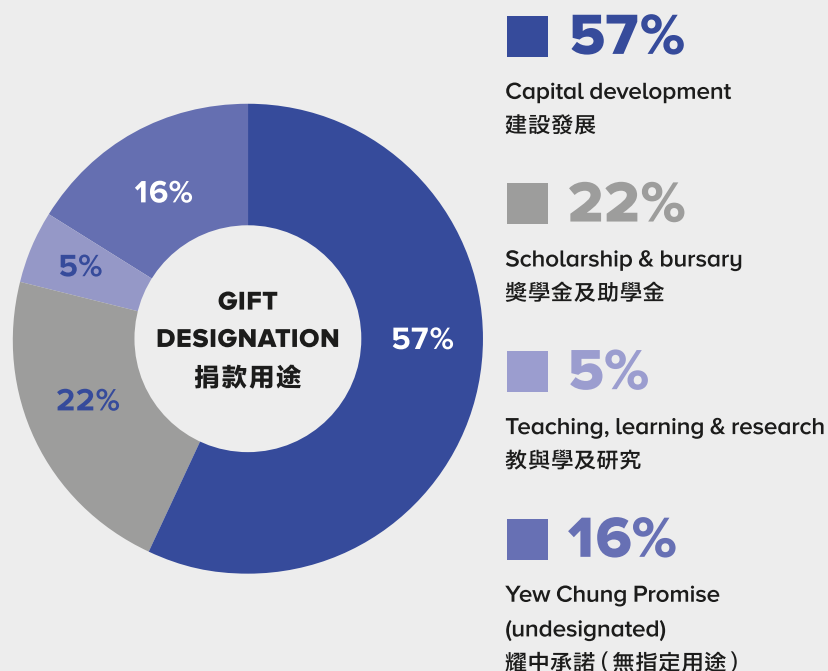 16%
5%
22%
57%
GIFT
DESIGNATION
捐款用途
57%
Capital development
建設發展
22%
Scholarship & bursary
獎學金及助學金
5%
Teaching, learning & research
教與學及研究
16%
Yew Chung Promise
(undesignated)
耀中承諾（無指定用途）